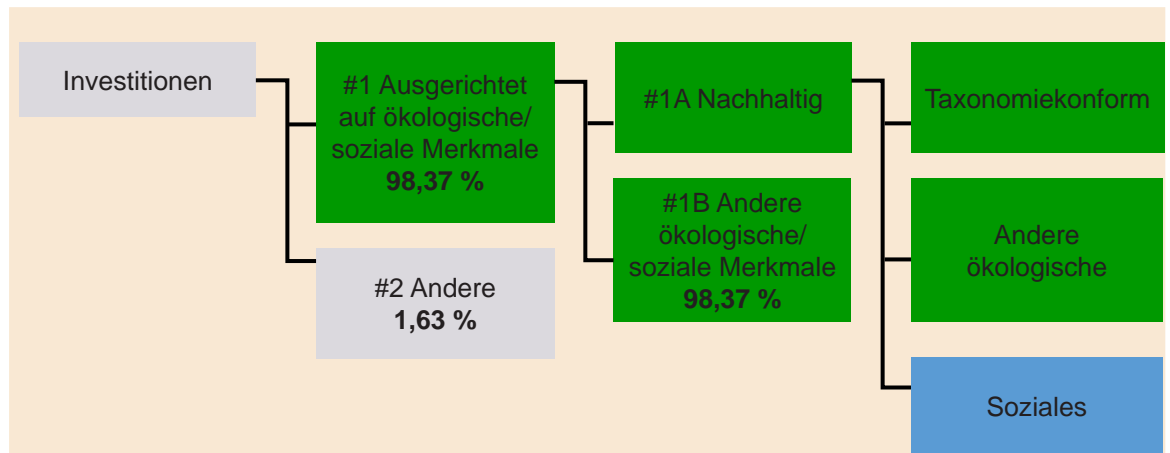 Investitionen
#1 Ausgerichtet
auf ökologische/
soziale Merkmale
98,37 %
#2 Andere
1,63 %
#1A Nachhaltig
#1B Andere
ökologische/
soziale Merkmale
98,37 %
Taxonomiekonform
Andere
ökologische
Soziales